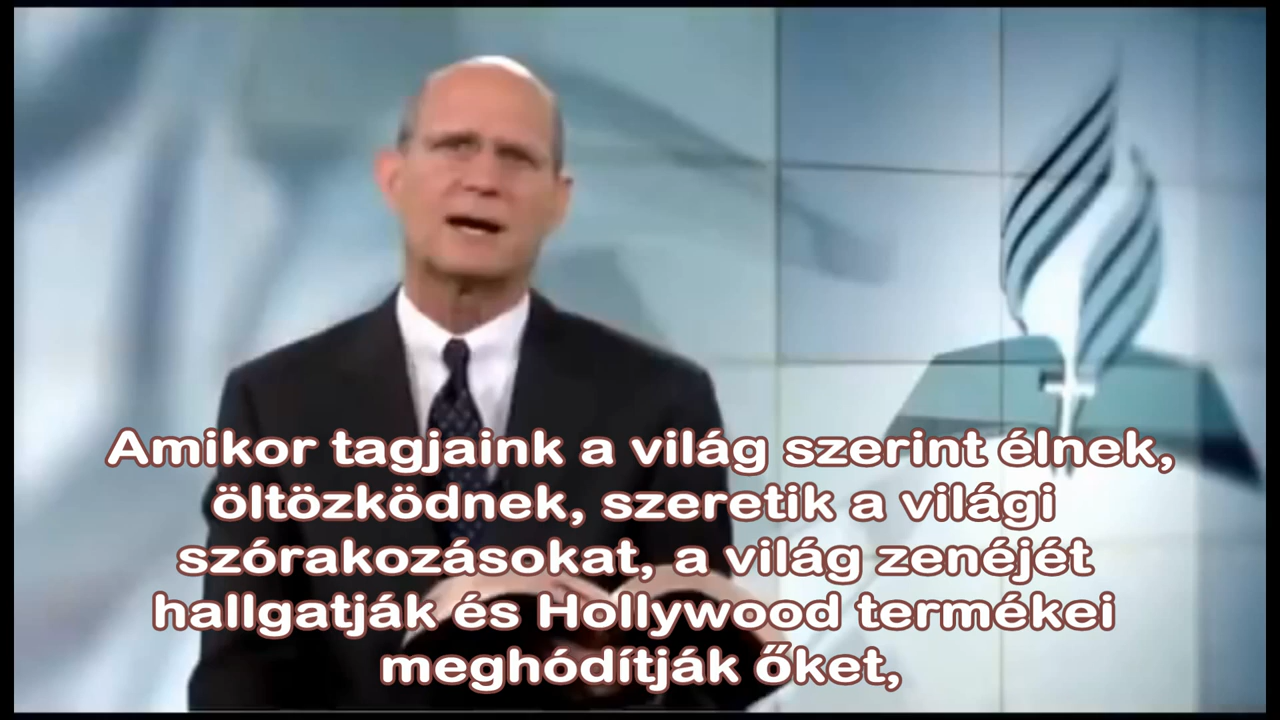 Amikor tagjaink a világ szerint élnek,
öltözködnek, szeretik a világi
szórakozásokat, a világ zenéjét
hallgatják és Hollywood termékei
meghódítják őket,